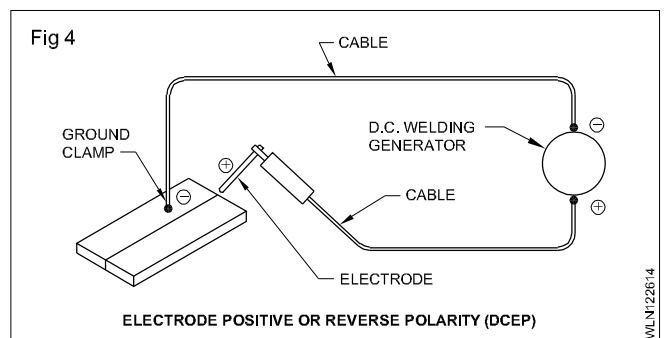 Fig 4
CABLE
GROUND
CLAMP
D.C. WELDING
GENERATOR
⊖
⊕
⊖
⊕
CABLE
ELECTRODE
ELECTRODE POSITIVE OR REVERSE POLARITY (DCEP)
WLN122614